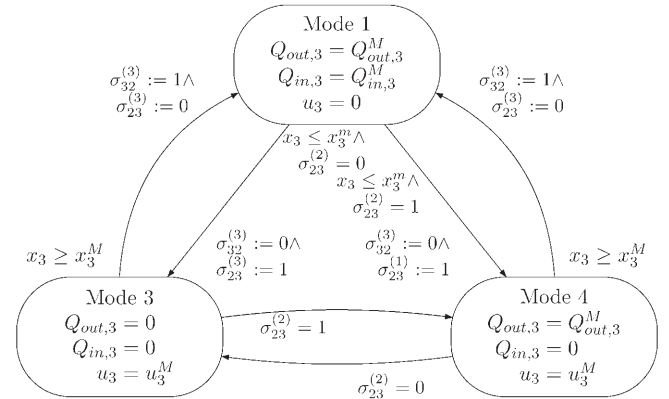 Mode 1
Q_{out,3} = Q^M_{out,3}
Q_{in,3} = Q^M_{in,3}
u_3 = 0
σ^{(3)}_{32} := 1∧
σ^{(3)}_{23} := 0
σ^{(3)}_{32} := 1∧
σ^{(3)}_{23} := 0
x_3 ≤ x^m_3∧
σ^{(2)}_{23} = 0
x_3 ≤ x^m_3∧
σ^{(2)}_{23} = 1
σ^{(3)}_{32} := 0∧
σ^{(3)}_{23} := 1
σ^{(3)}_{32} := 0∧
σ^{(1)}_{23} := 1
x_3 ≥ x^M_3
x_3 ≥ x^M_3
Mode 3
Q_{out,3} = 0
Q_{in,3} = 0
u_3 = u^M_3
σ^{(2)}_{23} = 1
σ^{(2)}_{23} = 0
Mode 4
Q_{out,3} = Q^M_{out,3}
Q_{in,3} = 0
u_3 = u^M_3